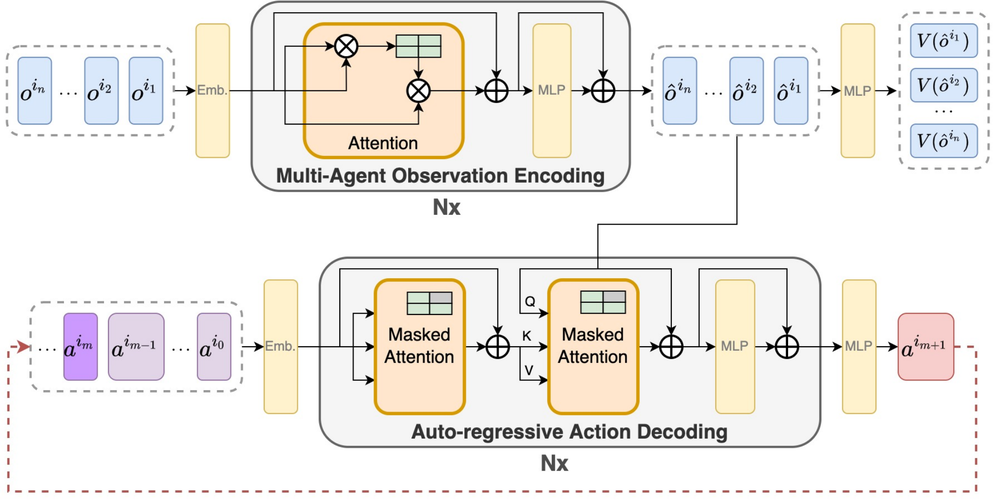 o^{i_n} ... o^{i_2} o^{i_1}
Emb.
Attention
MLP
Multi-Agent Observation Encoding
Nx
ô^{i_n} ... ô^{i_2} ô^{i_1}
MLP
V(ô^{i_1})
V(ô^{i_2})
...
V(ô^{i_n})
... a^{i_m} a^{i_{m-1}} ... a^{i_0}
Emb.
Masked
Attention
Q
K
V
Masked
Attention
MLP
MLP
a^{i_{m+1}}
Auto-regressive Action Decoding
Nx